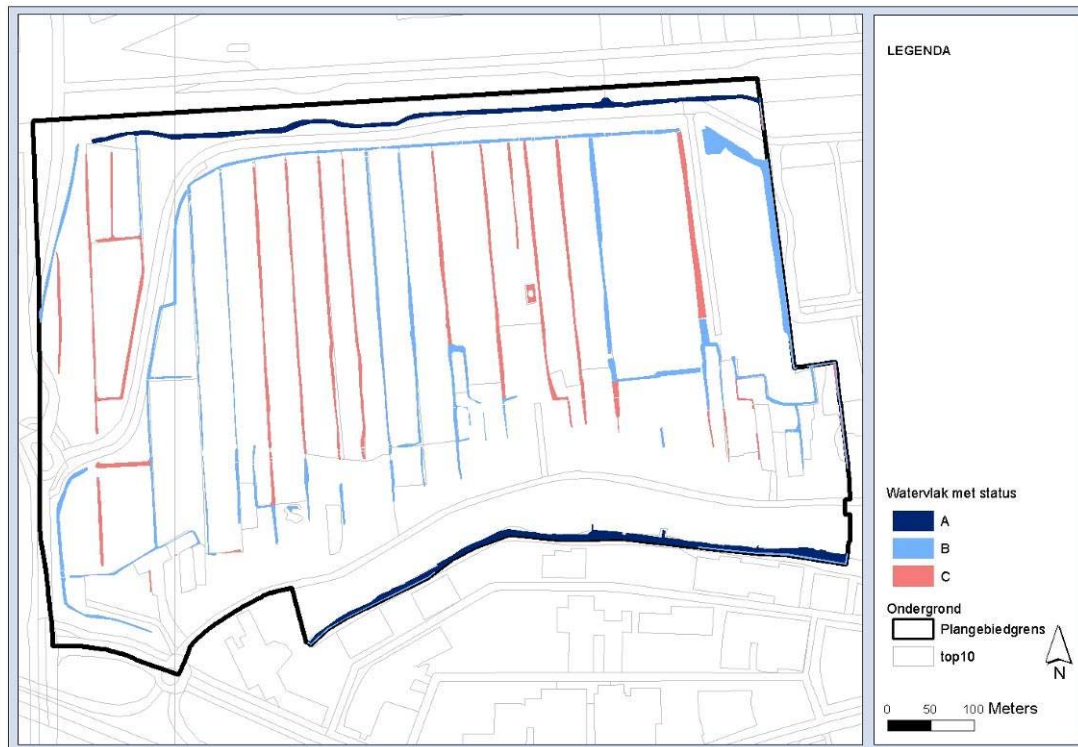 LEGENDA
Watervlak met status
A
B
C
Ondergrond
Plangebiedgrens
top10
N
0 50 100 Meters